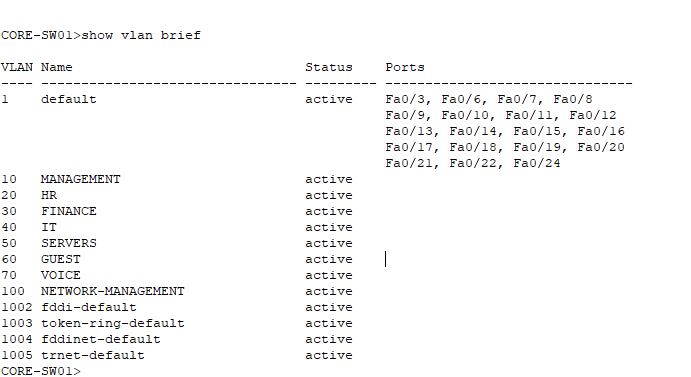 CORE-SW01>show vlan brief
VLAN Name                             Status    Ports
---- -------------------------------- --------- -------------------------------
1    default                          active    Fa0/3, Fa0/6, Fa0/7, Fa0/8
                                                Fa0/9, Fa0/10, Fa0/11, Fa0/12
                                                Fa0/13, Fa0/14, Fa0/15, Fa0/16
                                                Fa0/17, Fa0/18, Fa0/19, Fa0/20
                                                Fa0/21, Fa0/22, Fa0/24
10   MANAGEMENT                       active
20   HR                               active
30   FINANCE                          active
40   IT                               active
50   SERVERS                          active
60   GUEST                            active
70   VOICE                            active
100  NETWORK-MANAGEMENT               active
1002 fddi-default                     active
1003 token-ring-default               active
1004 fddinet-default                  active
1005 trnet-default                    active
CORE-SW01>